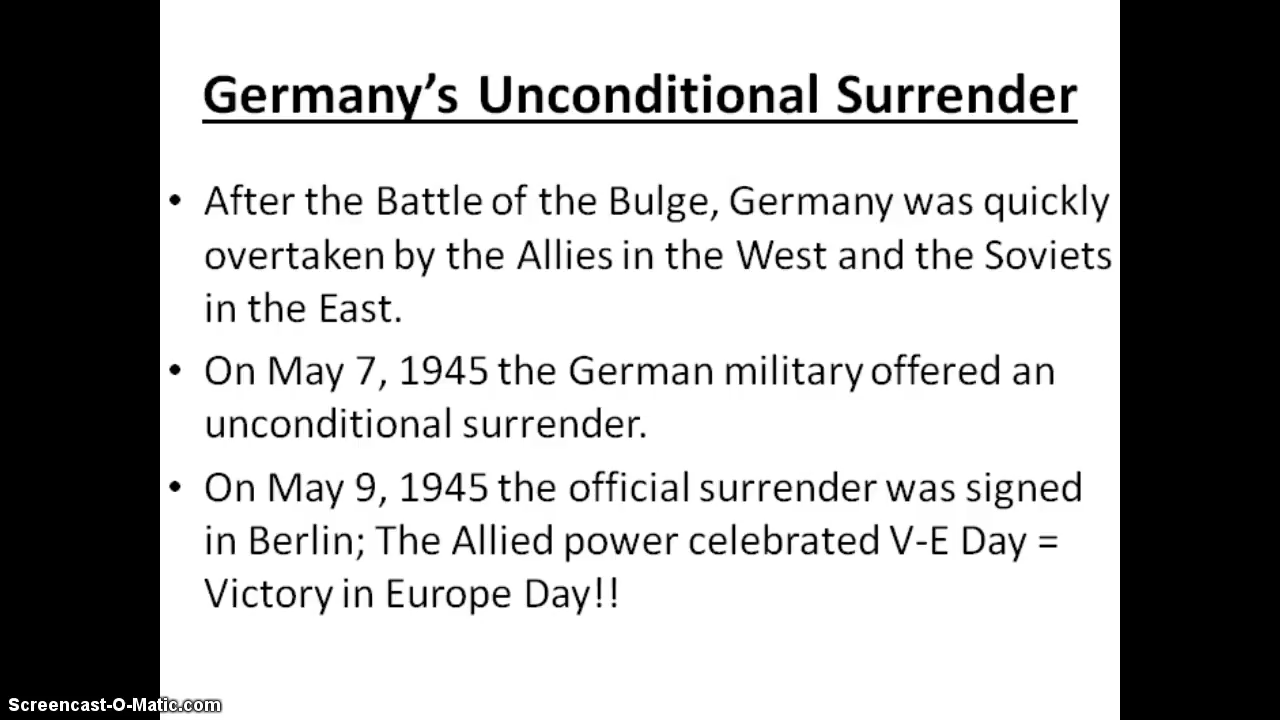 Germany's Unconditional Surrender
• After the Battle of the Bulge, Germany was quickly
overtaken by the Allies in the West and the Soviets
in the East.
• On May 7, 1945 the German military offered an
unconditional surrender.
• On May 9, 1945 the official surrender was signed
in Berlin; The Allied power celebrated V-E Day =
Victory in Europe Day!!
Screencast-O-Matic.com